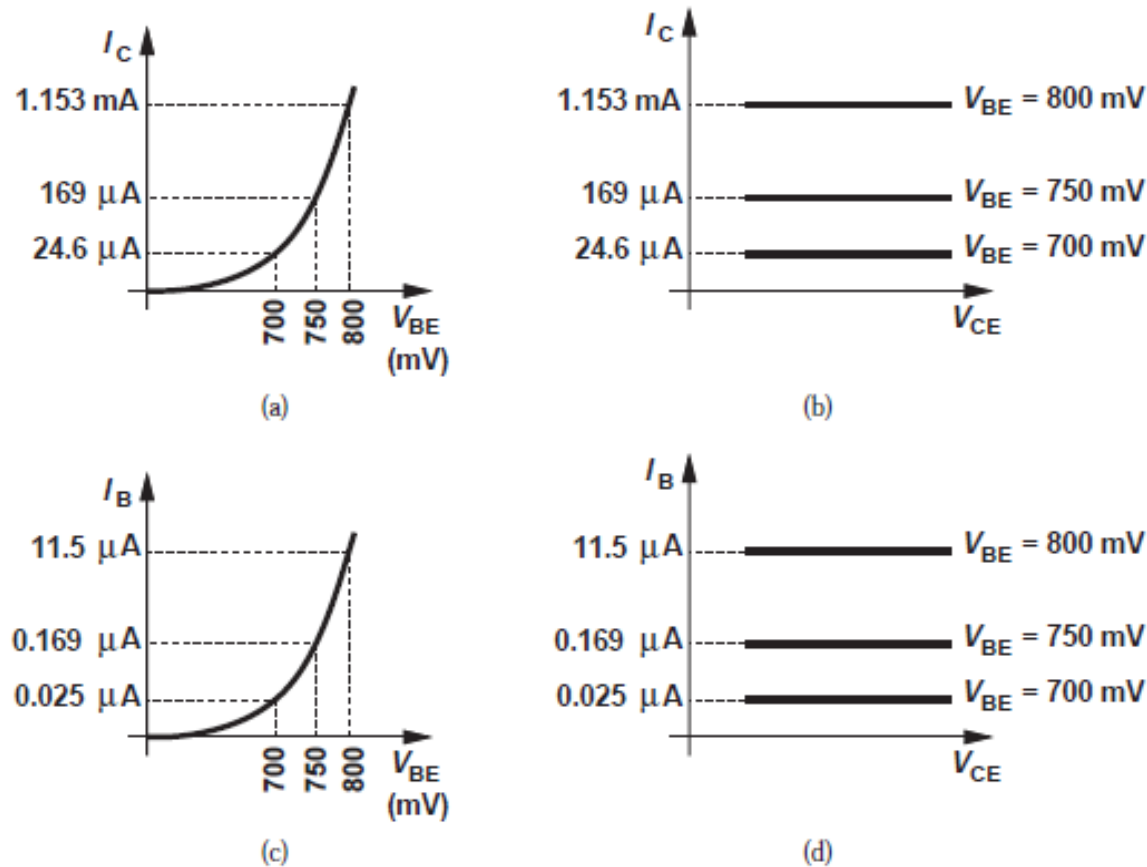 I_C
1.153 mA
169 μA
24.6 μA
700
750
800
V_BE
(mV)
(a)
I_C
1.153 mA
169 μA
24.6 μA
V_BE = 800 mV
V_BE = 750 mV
V_BE = 700 mV
V_CE
(b)
I_B
11.5 μA
0.169 μA
0.025 μA
700
750
800
V_BE
(mV)
(c)
I_B
11.5 μA
0.169 μA
0.025 μA
V_BE = 800 mV
V_BE = 750 mV
V_BE = 700 mV
V_CE
(d)